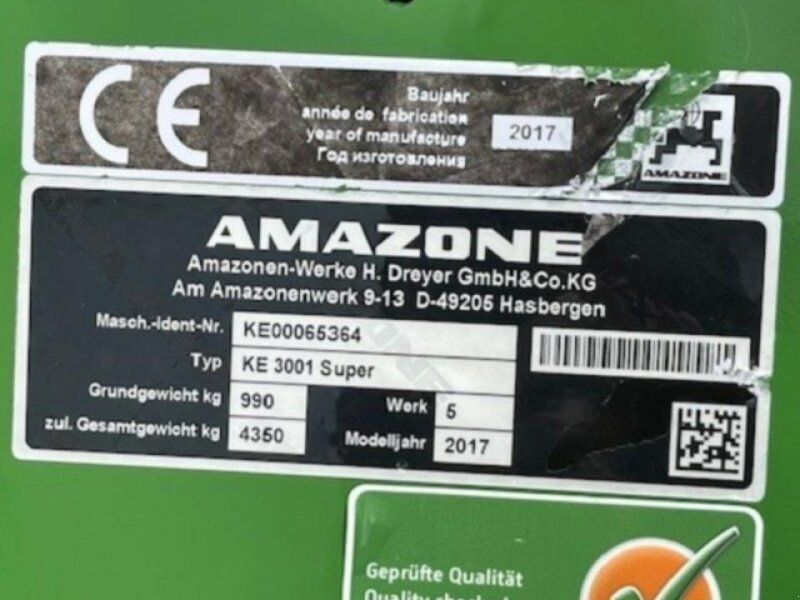 CE
Baujahr
année de fabrication
year of manufacture 2017
Год изготовления
AMAZONE
AMAZONE
Amazonen-Werke H. Dreyer GmbH&Co.KG
Am Amazonenwerk 9-13 D-49205 Hasbergen
Masch.-Ident-Nr. KE00065364
Typ KE 3001 Super
Grundgewicht kg 990 Werk 5
zul. Gesamtgewicht kg 4350 Modelljahr 2017
Geprüfte Qualität
Quality checked